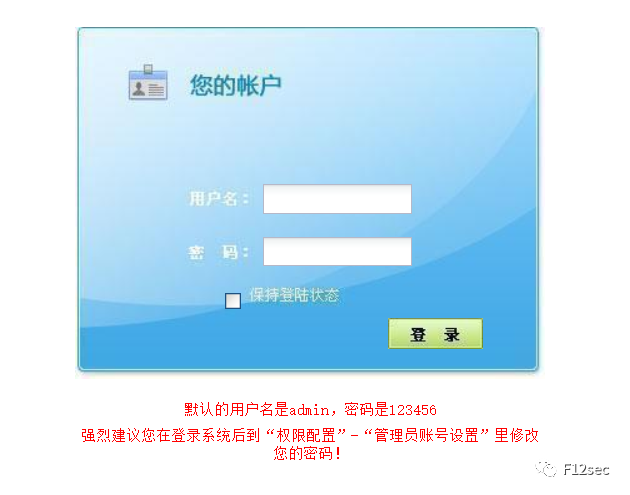 您的帐户
用户名：
密 码：
保持登陆状态
登 录
默认的用户名是admin，密码是123456
强烈建议您在登录系统后到“权限配置”-“管理员账号设置”里修改
您的密码！
F12sec